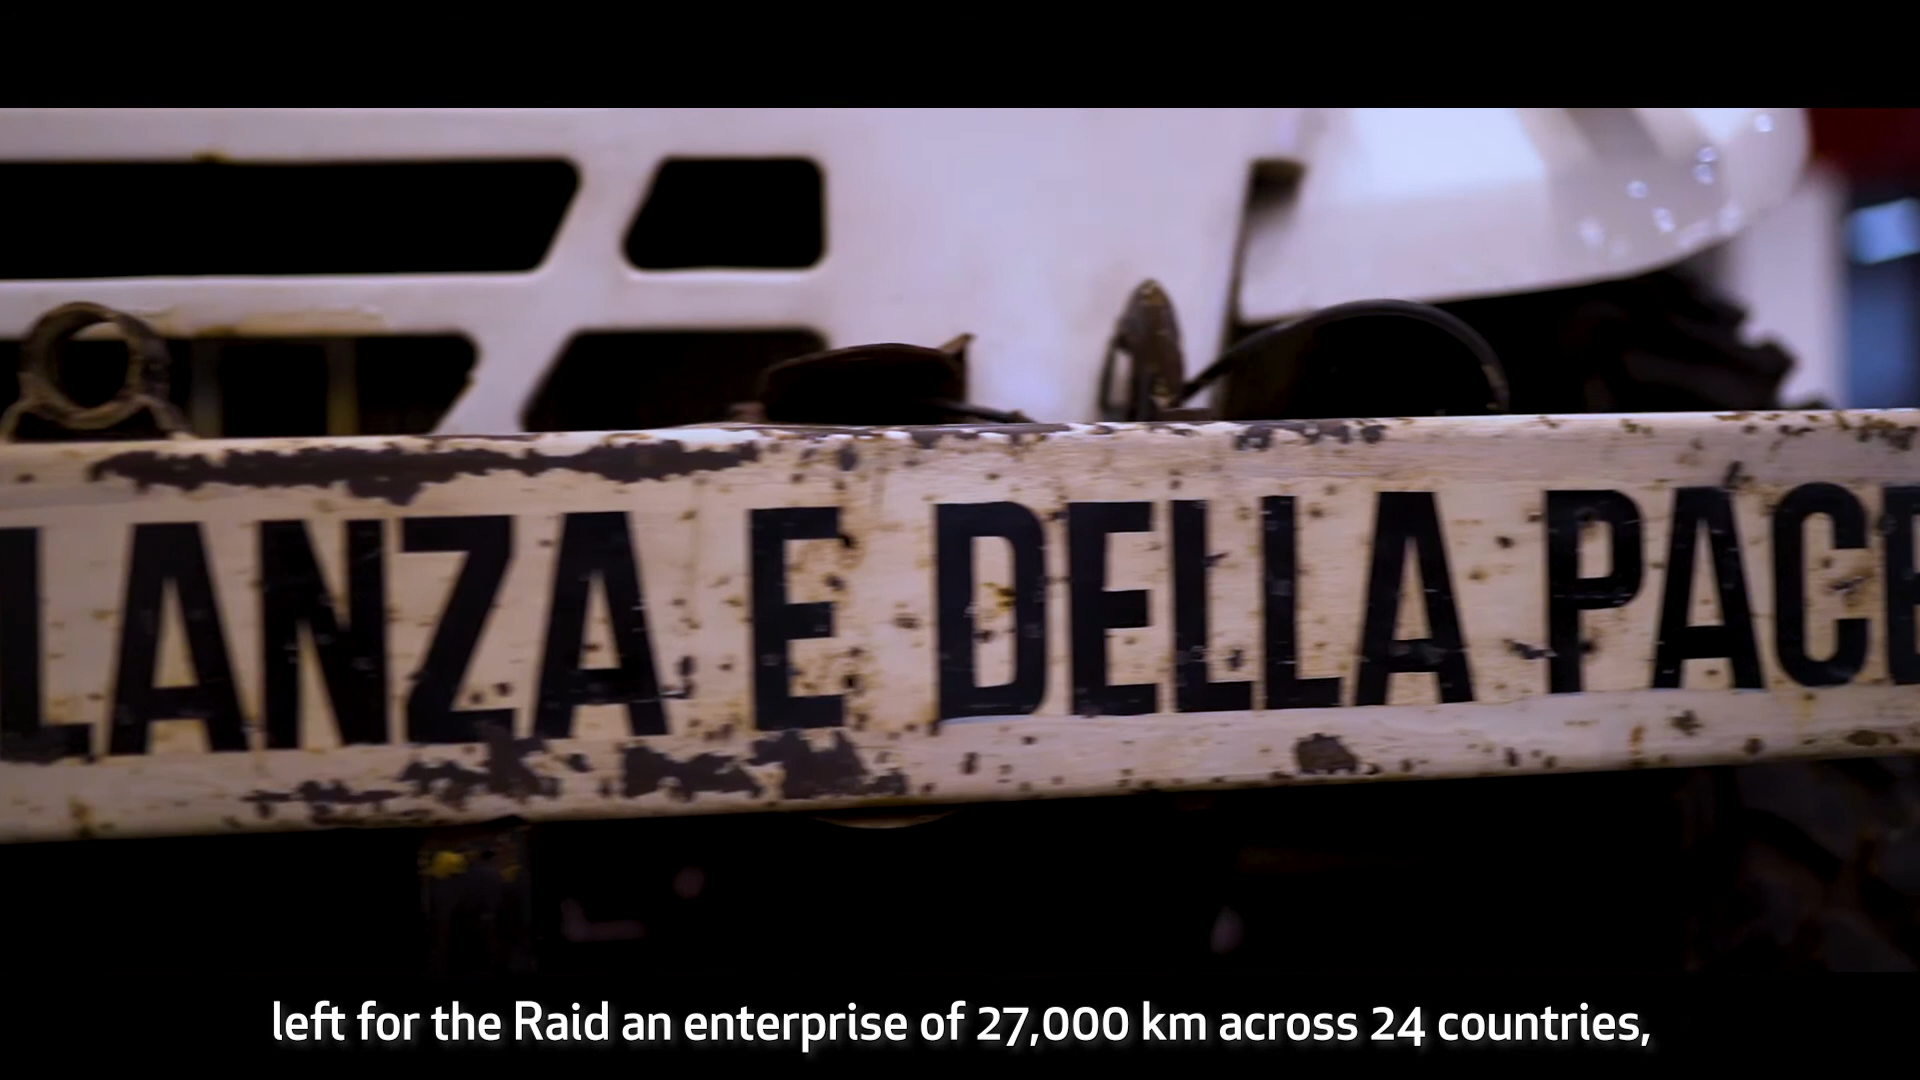 LANZA E DELLA PACE
left for the Raid an enterprise of 27,000 km across 24 countries,